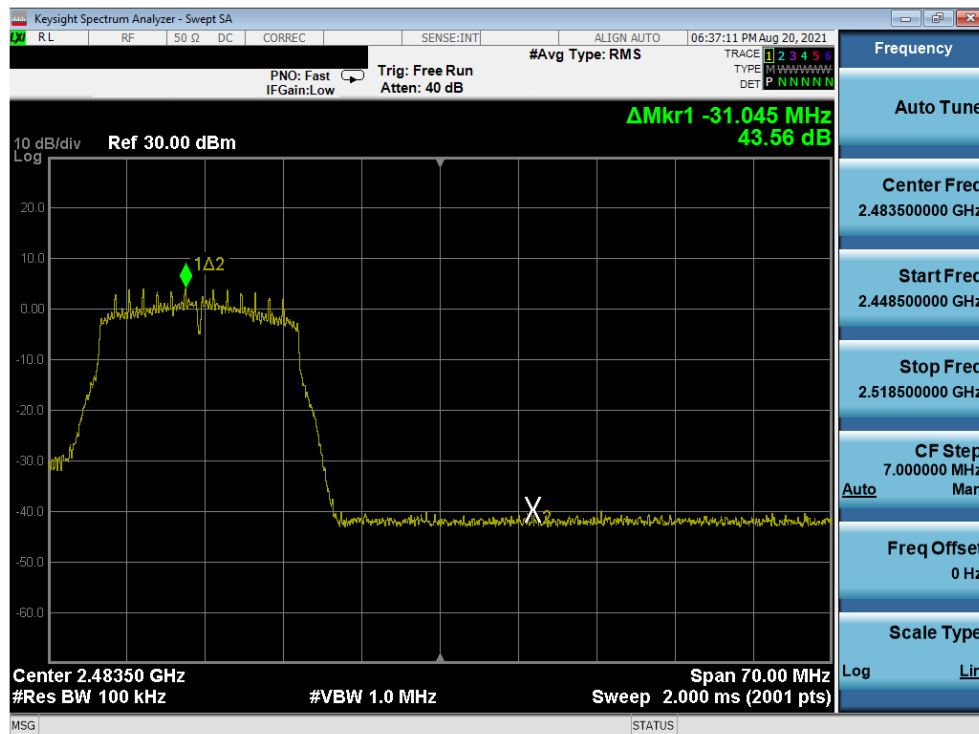 Keysight Spectrum Analyzer - Swept SA
LXI RL RF 50 Ω DC CORREC SENSE:INT ALIGN AUTO 06:37:11 PM Aug 20, 2021
#Avg Type: RMS
TRACE 1 2 3 4 5 6
TYPE M W W W W W
DET P N N N N N
PNO: Fast
IFGain:Low
Trig: Free Run
Atten: 40 dB
ΔMkr1 -31.045 MHz
43.56 dB
10 dB/div Ref 30.00 dBm
Log
20.0
10.0
0.00
-10.0
-20.0
-30.0
-40.0
-50.0
-60.0
1Δ2
X2
Center 2.48350 GHz Span 70.00 MHz
#Res BW 100 kHz #VBW 1.0 MHz Sweep 2.000 ms (2001 pts)
MSG STATUS
Frequency
Auto Tune
Center Freq
2.483500000 GHz
Start Freq
2.448500000 GHz
Stop Freq
2.518500000 GHz
CF Step
7.000000 MHz
Auto Man
Freq Offset
0 Hz
Scale Type
Log Lin